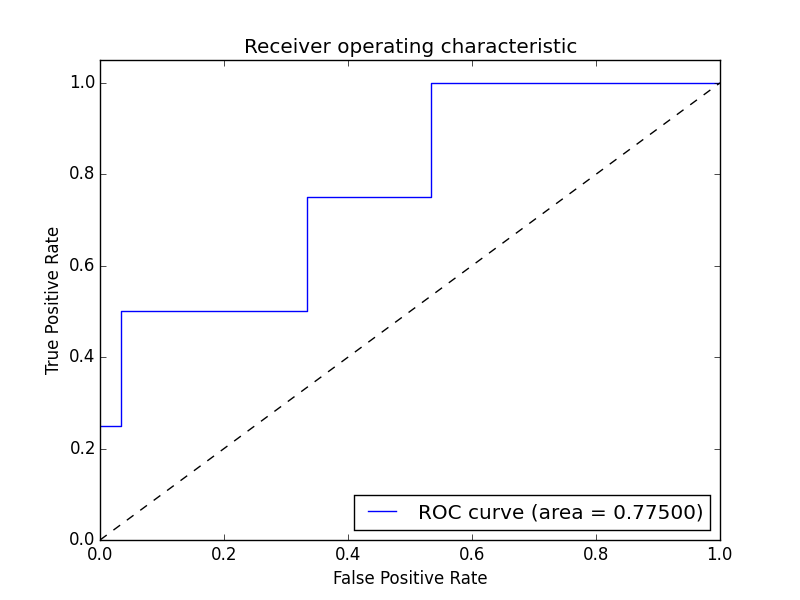 Receiver operating characteristic
1.0
0.8
0.6
0.4
0.2
0.0
True Positive Rate
ROC curve (area = 0.77500)
0.0 0.2 0.4 0.6 0.8 1.0
False Positive Rate